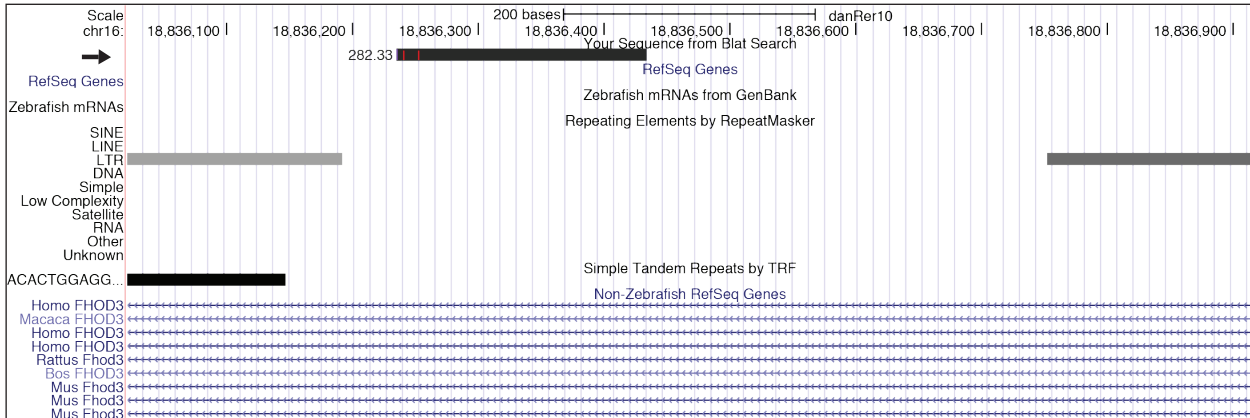 Scale 200 bases danRer10
chr16: 18,836,100 18,836,200 18,836,300 18,836,400 18,836,500 18,836,600 18,836,700 18,836,800 18,836,900
Your Sequence from Blat Search
282.33
RefSeq Genes
RefSeq Genes
Zebrafish mRNAs from GenBank
Zebrafish mRNAs
Repeating Elements by RepeatMasker
SINE
LINE
LTR
DNA
Simple
Low Complexity
Satellite
RNA
Other
Unknown
Simple Tandem Repeats by TRF
ACACTGGAGG...
Non-Zebrafish RefSeq Genes
Homo FHOD3
Macaca FHOD3
Homo FHOD3
Homo FHOD3
Rattus Fhod3
Bos FHOD3
Mus Fhod3
Mus Fhod3
Mus Fhod3